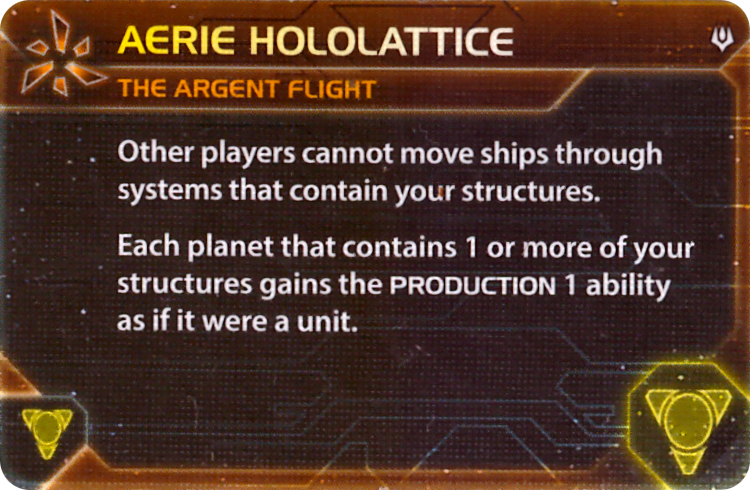 AERIE HOLOLATTICE
THE ARGENT FLIGHT
Other players cannot move ships through
systems that contain your structures.
Each planet that contains 1 or more of your
structures gains the PRODUCTION 1 ability
as if it were a unit.